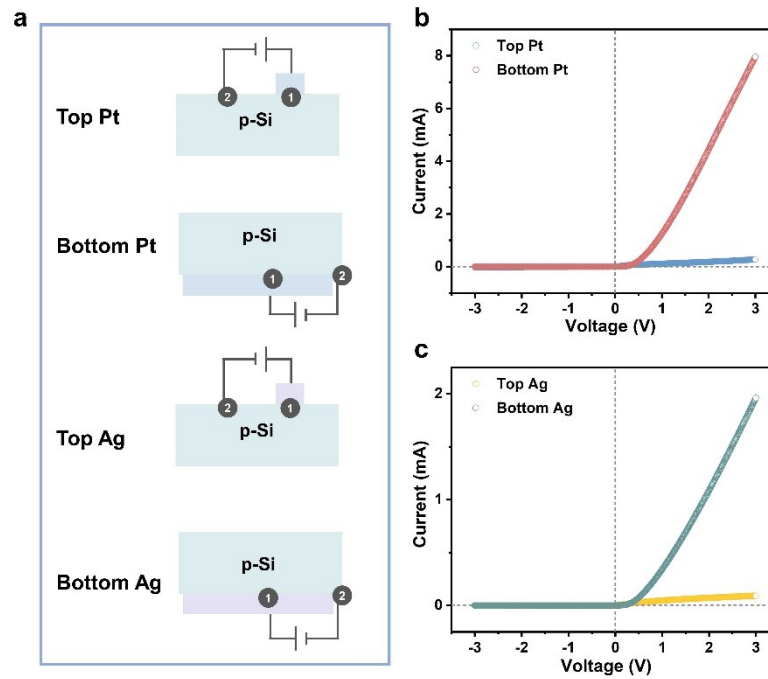 a
Top Pt
2
1
p-Si
Bottom Pt
p-Si
1
2
Top Ag
2
1
p-Si
Bottom Ag
p-Si
1
2
b
Top Pt
Bottom Pt
Current (mA)
8
6
4
2
0
-3 -2 -1 0 1 2 3
Voltage (V)
c
Top Ag
Bottom Ag
Current (mA)
2
1
0
-3 -2 -1 0 1 2 3
Voltage (V)